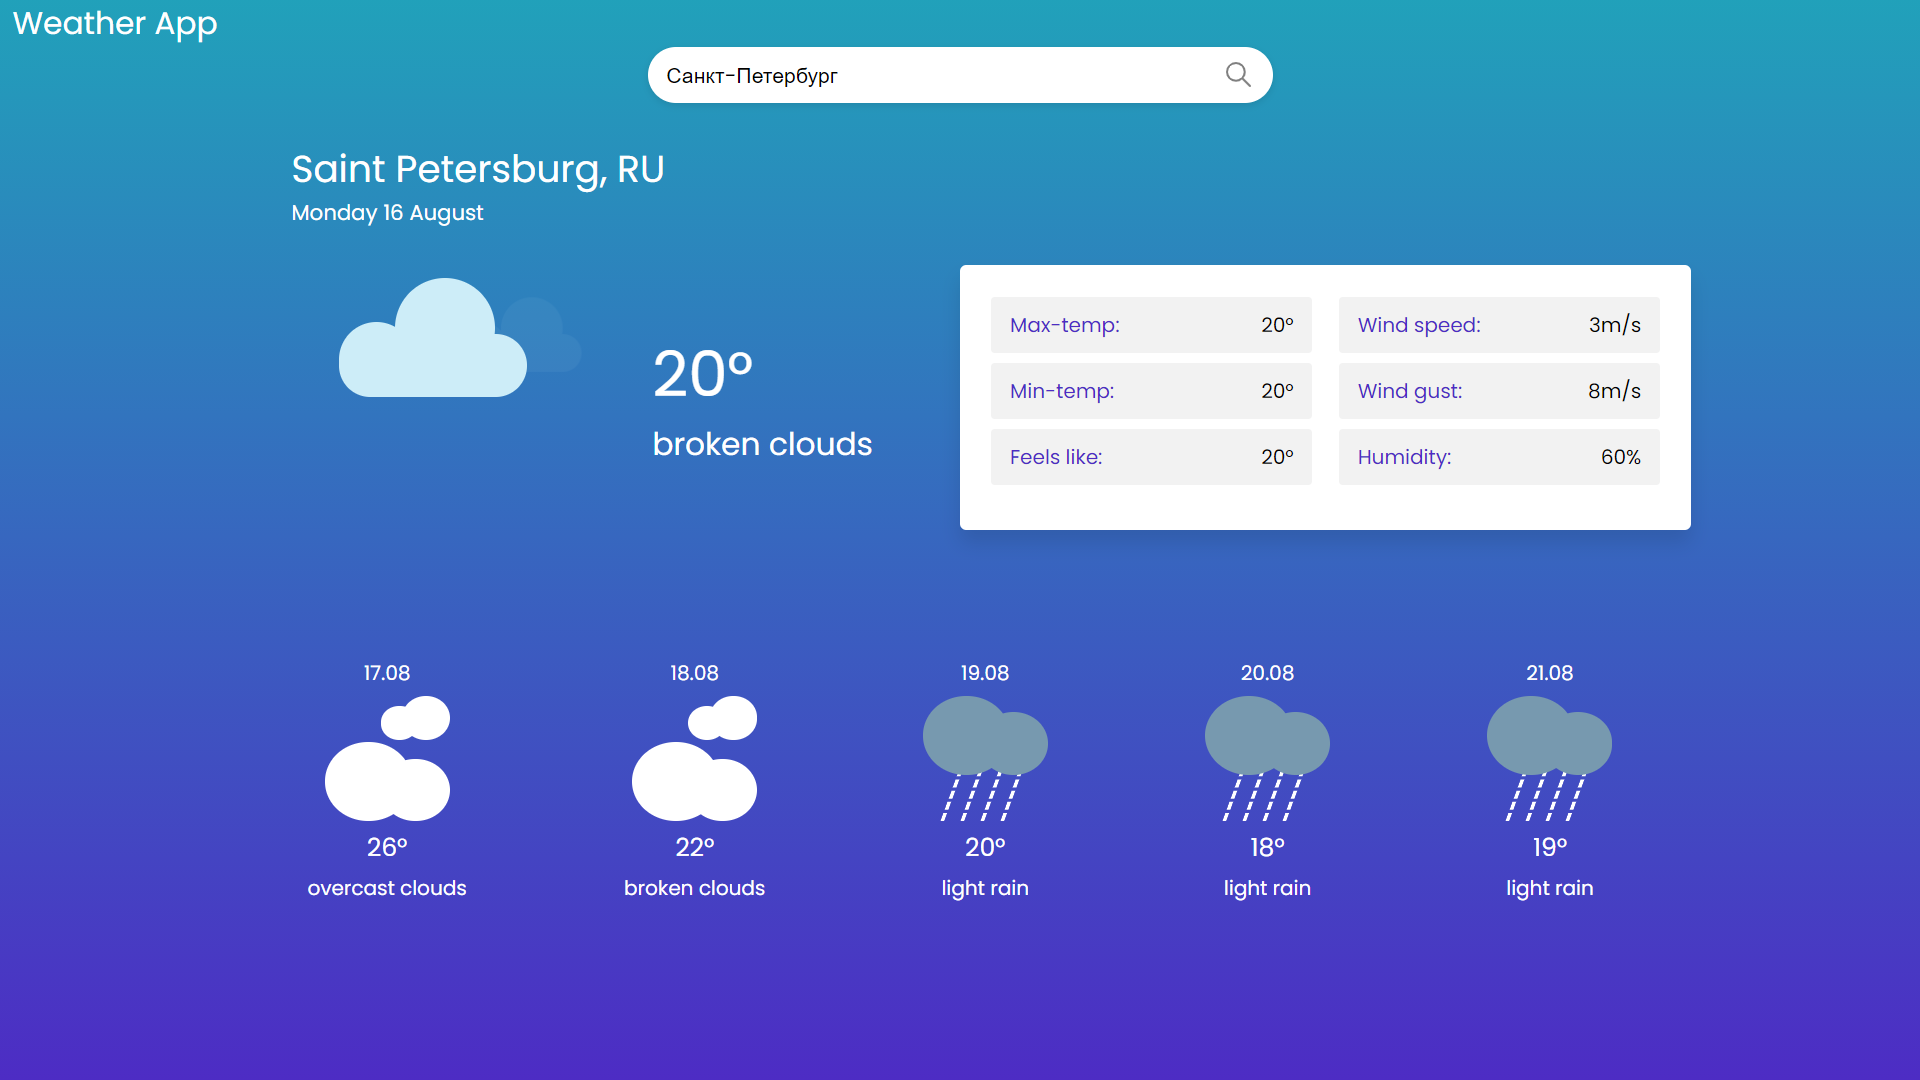 Weather App
Санкт-Петербург
Saint Petersburg, RU
Monday 16 August
20°
broken clouds
Max-temp: 20°
Wind speed: 3m/s
Min-temp: 20°
Wind gust: 8m/s
Feels like: 20°
Humidity: 60%
17.08
26°
overcast clouds
18.08
22°
broken clouds
19.08
20°
light rain
20.08
18°
light rain
21.08
19°
light rain